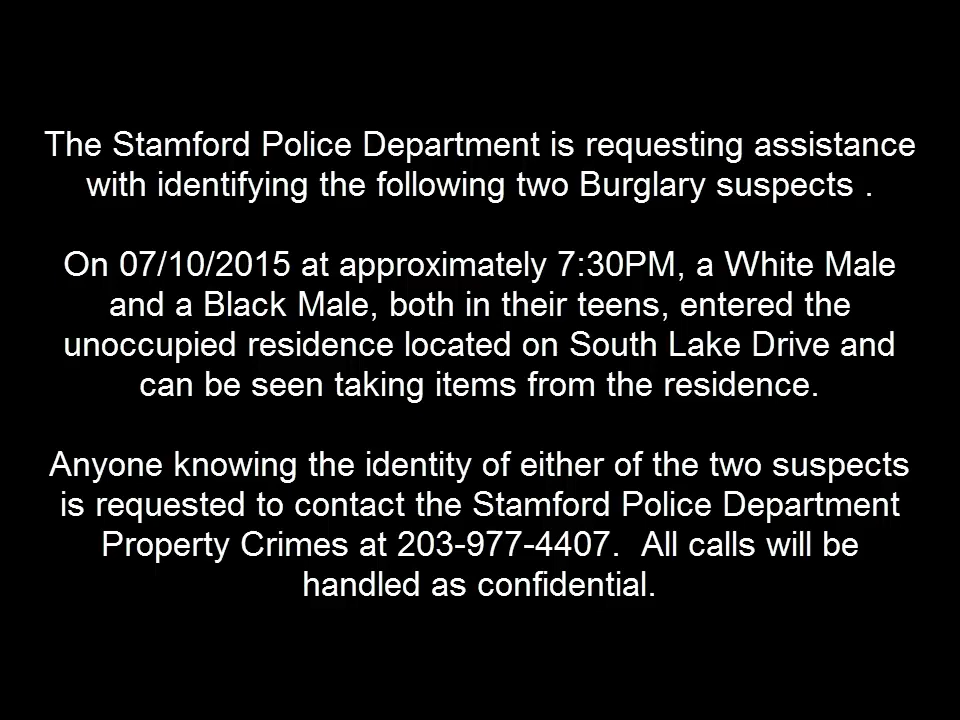 The Stamford Police Department is requesting assistance
with identifying the following two Burglary suspects .
On 07/10/2015 at approximately 7:30PM, a White Male
and a Black Male, both in their teens, entered the
unoccupied residence located on South Lake Drive and
can be seen taking items from the residence.
Anyone knowing the identity of either of the two suspects
is requested to contact the Stamford Police Department
Property Crimes at 203-977-4407.  All calls will be
handled as confidential.